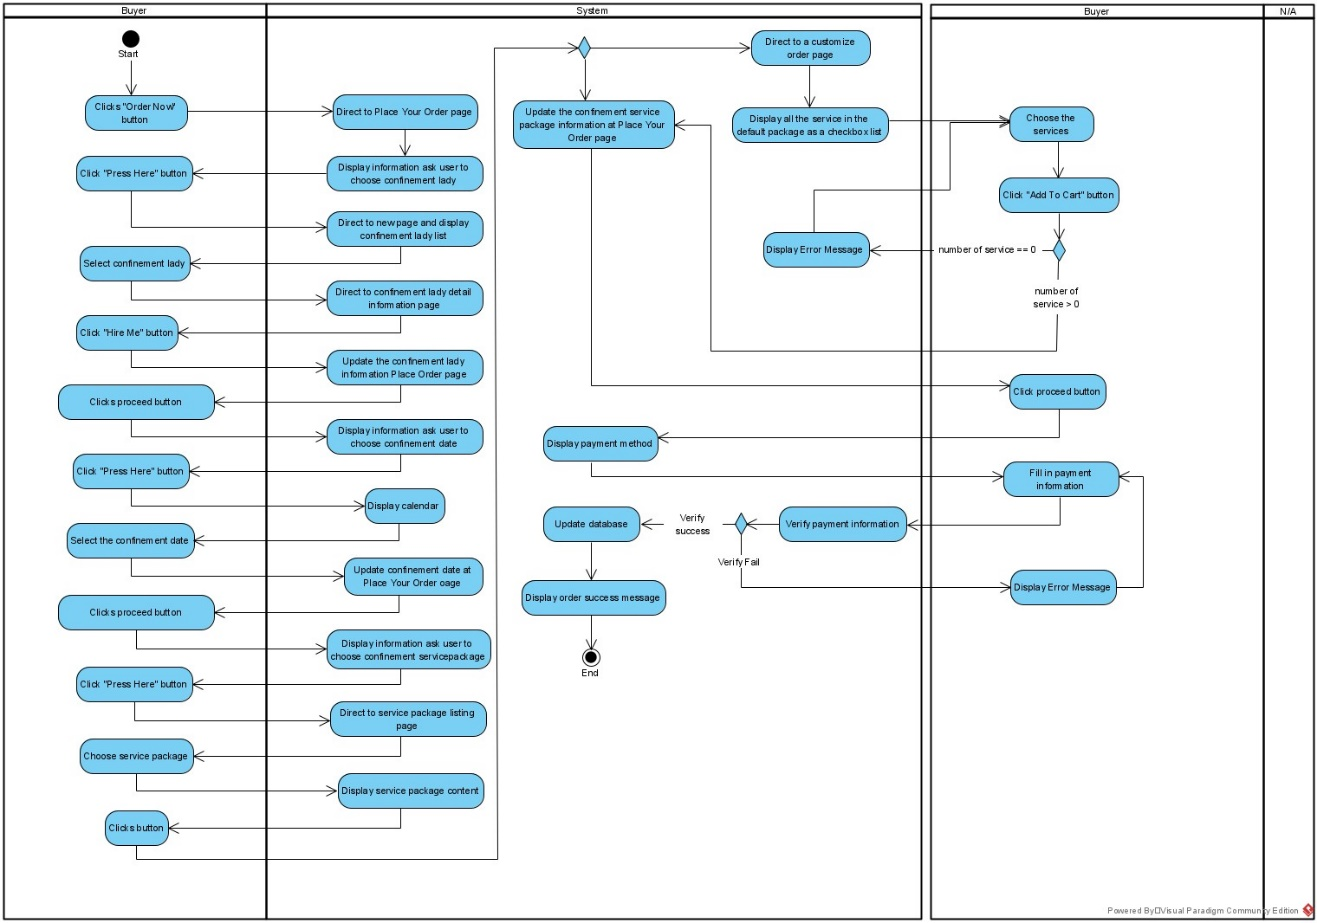 Buyer
System
Buyer
N/A
Start
Clicks "Order Now"
button
Direct to Place Your Order page
Click "Press Here" button
Display information ask user to
choose confinement lady
Direct to new page and display
confinement lady list
Select confinement lady
Direct to confinement lady detail
information page
Click "Hire Me" button
Update the confinement lady
information Place Order page
Clicks proceed button
Display information ask user to
choose confinement date
Click "Press Here" button
Display calendar
Select the confinement date
Update confinement date at
Place Your Order oage
Clicks proceed button
Display information ask user to
choose confinement servicepackage
Click "Press Here" button
Direct to service package listing
page
Choose service package
Display service package content
Clicks button
Direct to a customize
order page
Update the confinement service
package information at Place Your
Order page
Display all the service in the
default package as a checkbox list
Choose the
services
Click "Add To Cart" button
Display Error Message
number of service == 0
number of
service > 0
Click proceed button
Display payment method
Fill in payment
information
Update database
Verify
success
Verify payment information
Verify Fail
Display Error Message
Display order success message
End
Powered By Visual Paradigm Community Edition